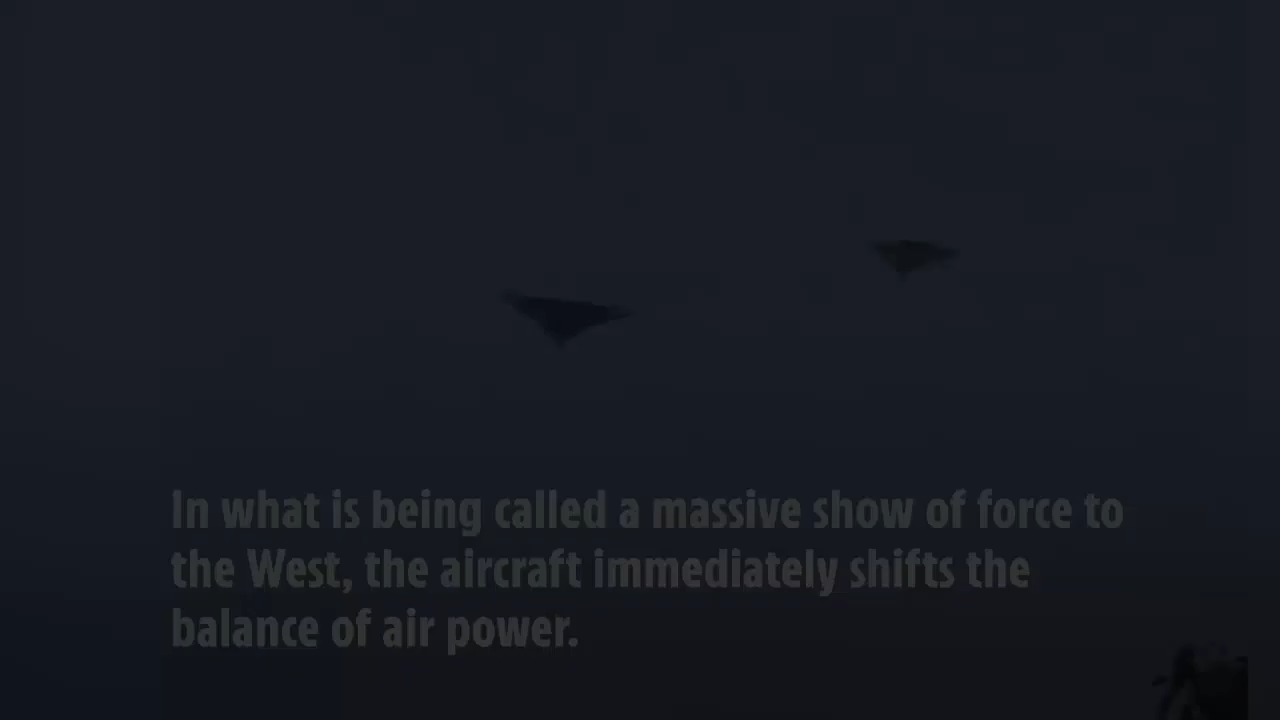 In what is being called a massive show of force to
the West, the aircraft immediately shifts the
balance of air power.